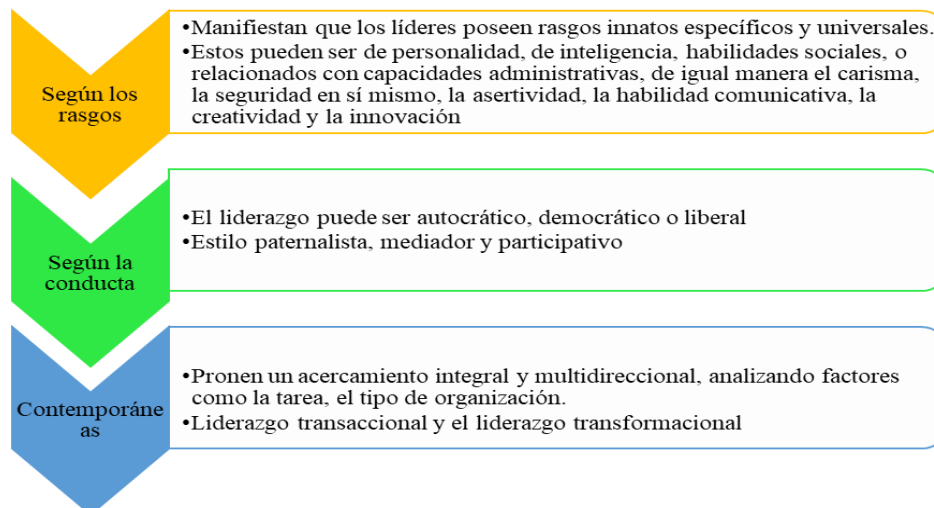 Según los
rasgos
•Manifiestan que los líderes poseen rasgos innatos específicos y universales.
•Estos pueden ser de personalidad, de inteligencia, habilidades sociales, o
relacionados con capacidades administrativas, de igual manera el carisma,
la seguridad en sí mismo, la asertividad, la habilidad comunicativa, la
creatividad y la innovación
Según la
conducta
•El liderazgo puede ser autocrático, democrático o liberal
•Estilo paternalista, mediador y participativo
Contemporáne
as
•Pronen un acercamiento integral y multidireccional, analizando factores
como la tarea, el tipo de organización.
•Liderazgo transaccional y el liderazgo transformacional